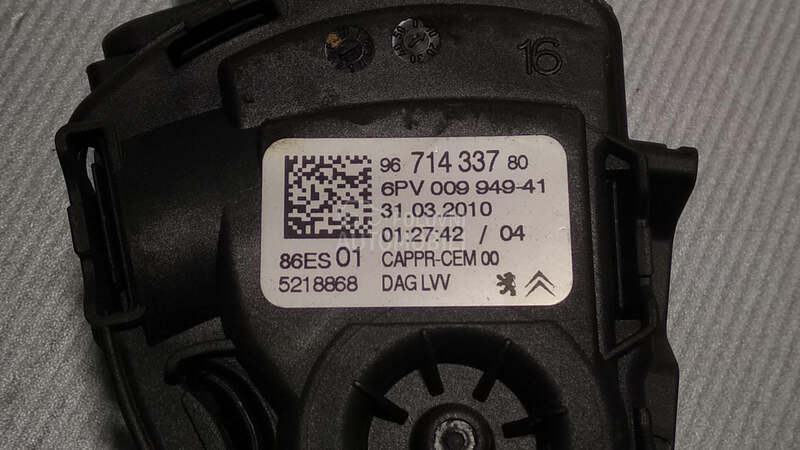 16
96 714 337 80
6PV 009 949-41
31.03.2010
01:27:42 / 04
86ES 01 CAPPR-CEM 00
5218868 DAG LVV